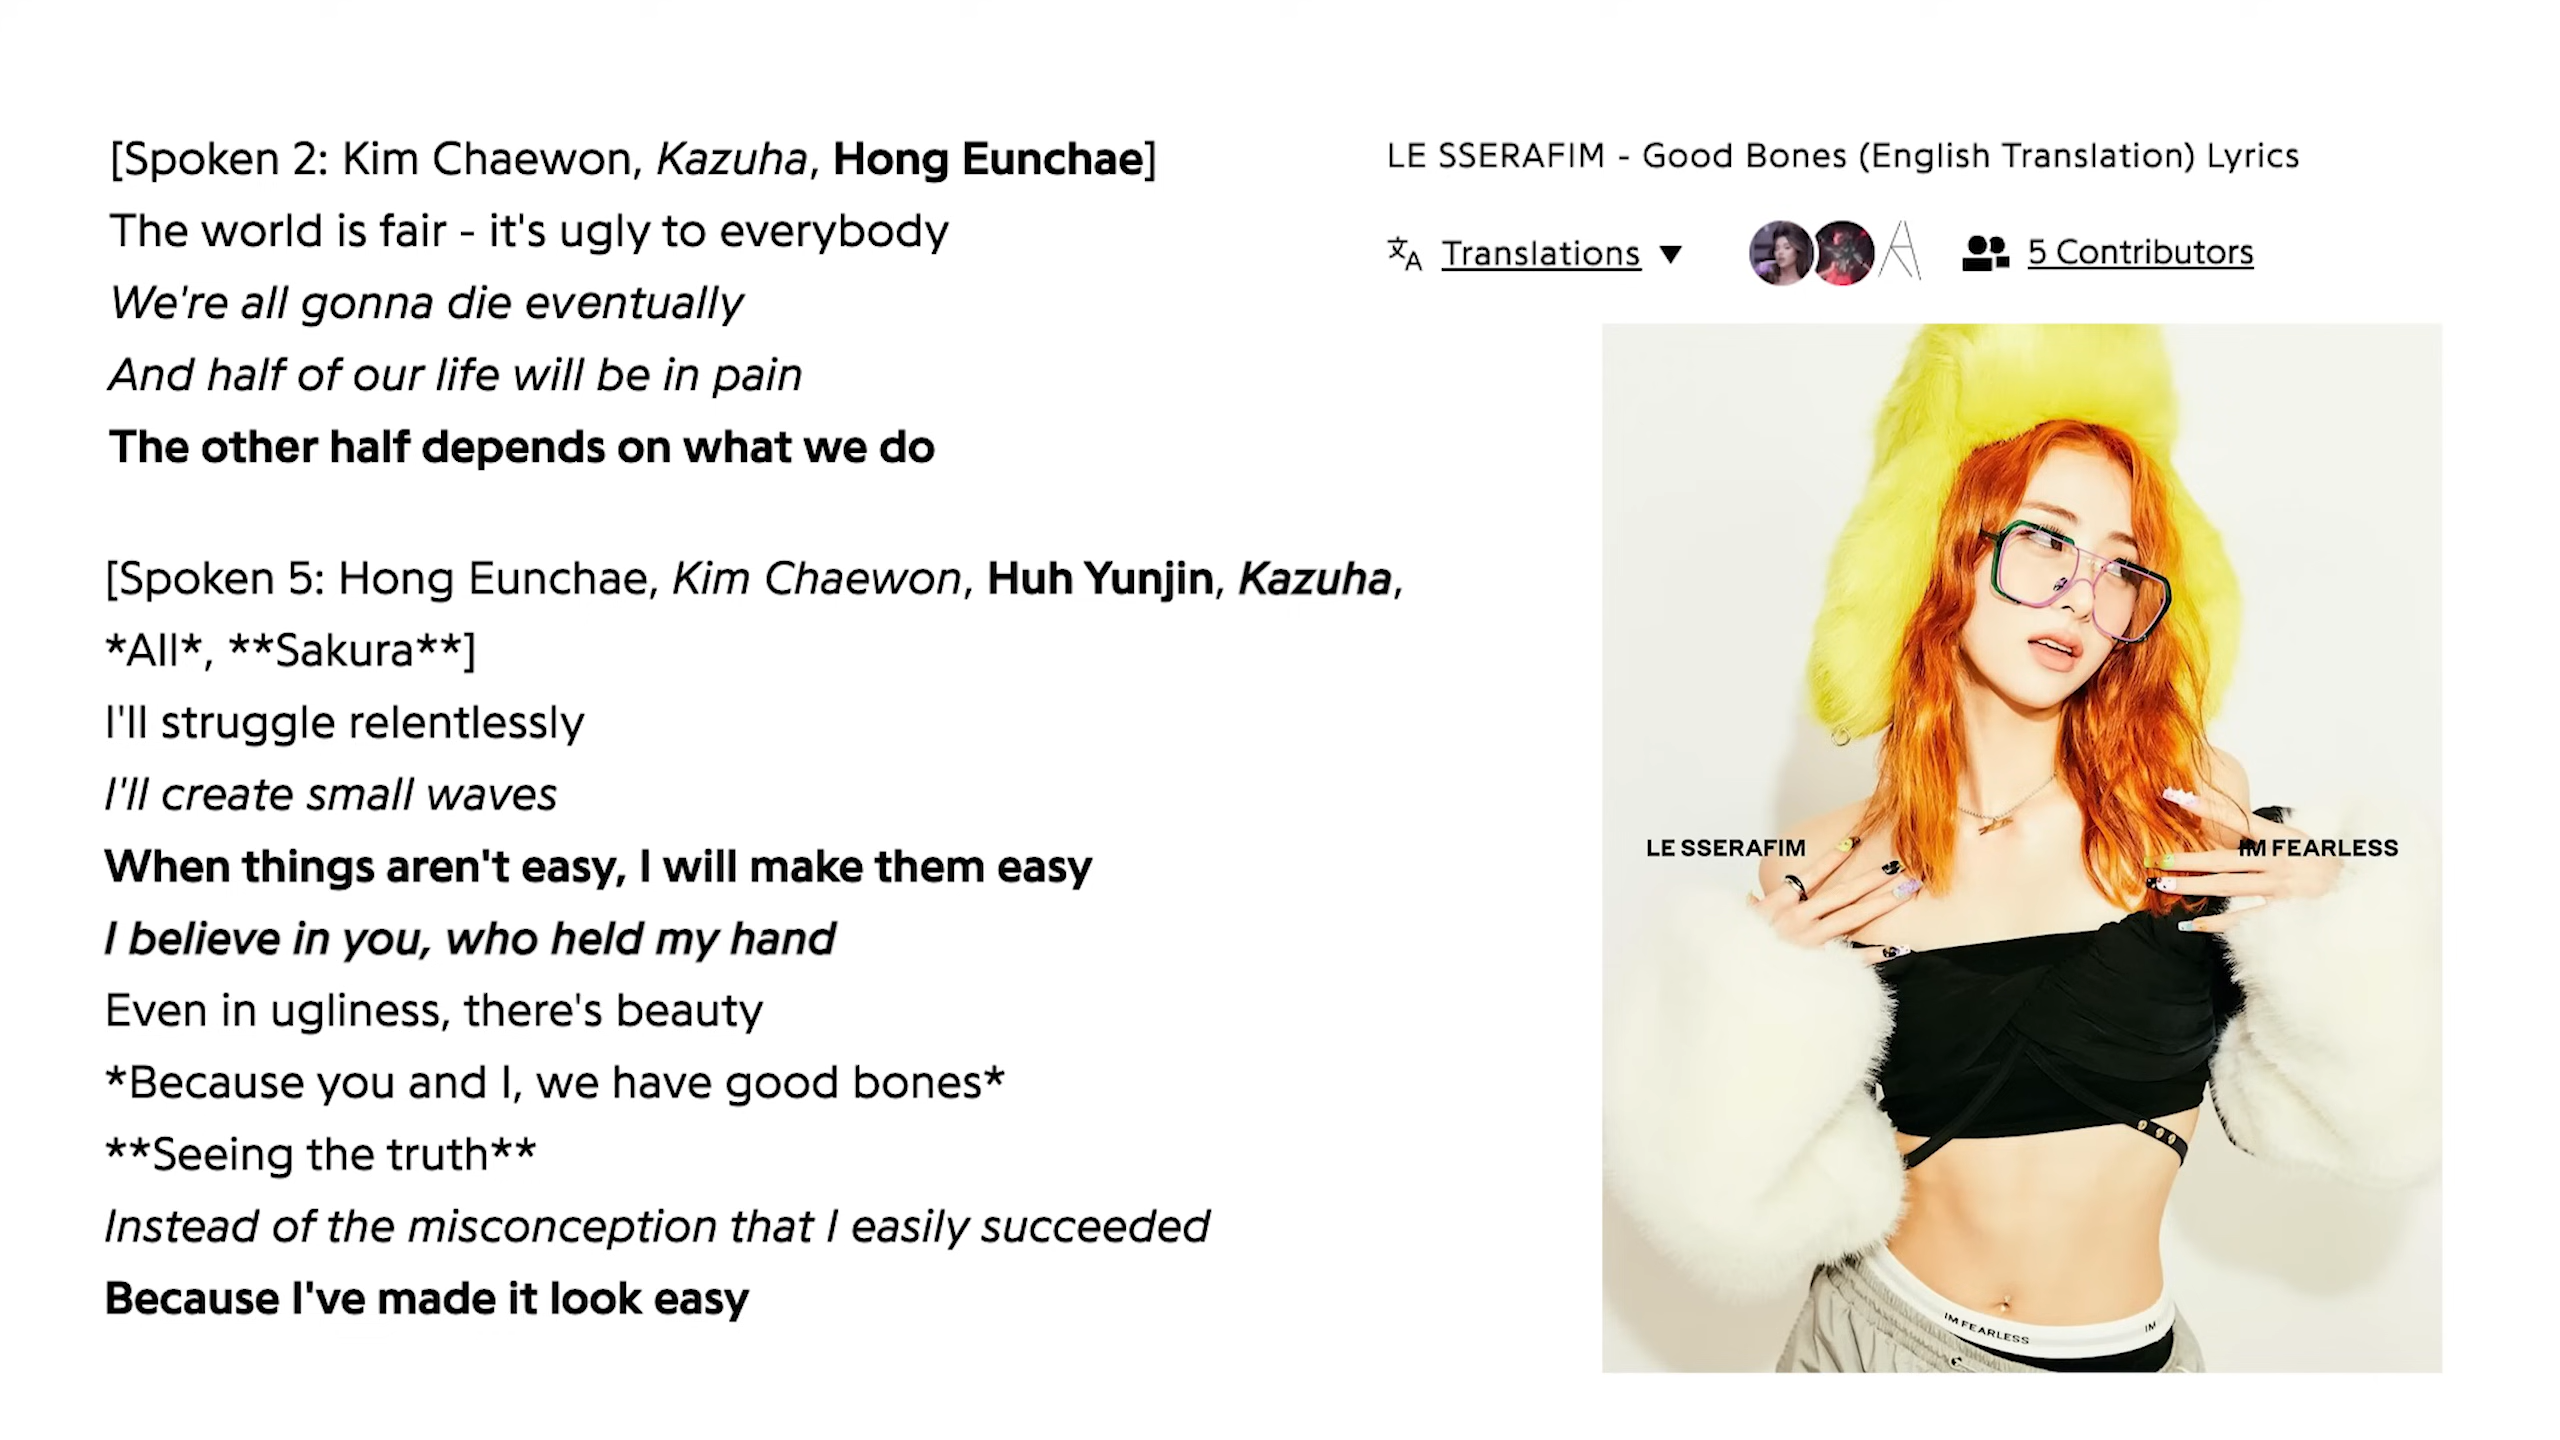 [Spoken 2: Kim Chaewon, Kazuha, Hong Eunchae]
The world is fair - it's ugly to everybody
We're all gonna die eventually
And half of our life will be in pain
The other half depends on what we do
[Spoken 5: Hong Eunchae, Kim Chaewon, Huh Yunjin, Kazuha,
*All*, **Sakura**]
I'll struggle relentlessly
I'll create small waves
When things aren't easy, I will make them easy
I believe in you, who held my hand
Even in ugliness, there's beauty
*Because you and I, we have good bones*
**Seeing the truth**
Instead of the misconception that I easily succeeded
Because I've made it look easy
LE SSERAFIM - Good Bones (English Translation) Lyrics
Translations ▼
5 Contributors
LE SSERAFIM
IM FEARLESS
IM FEARLESS
IM